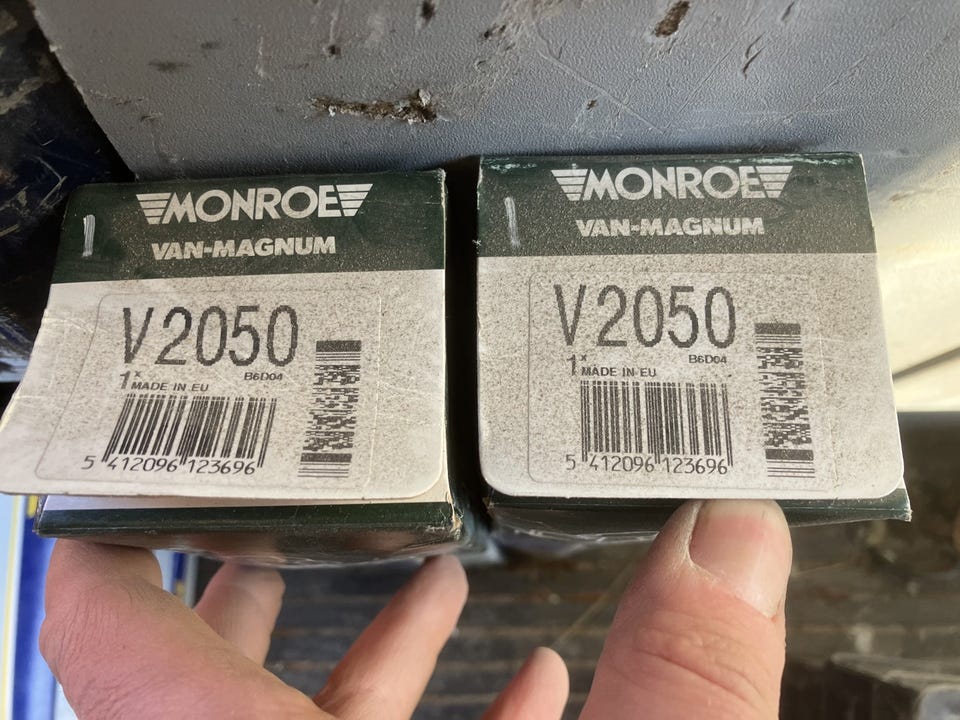 MONROE
VAN-MAGNUM
V2050
1x MADE IN EU B6D04
5 412096 123696
MONROE
VAN-MAGNUM
V2050
1x MADE IN EU B6D04
5 412096 123696